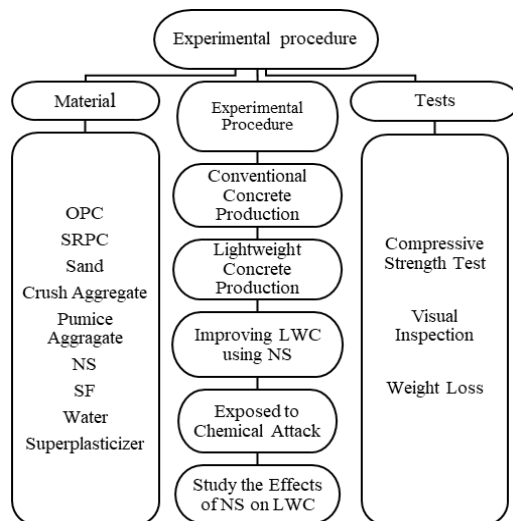 Experimental procedure
Material
OPC
SRPC
Sand
Crush Aggregate
Pumice
Aggragate
NS
SF
Water
Superplasticizer
Experimental
Procedure
Conventional
Concrete
Production
Lightweight
Concrete
Production
Improving LWC
using NS
Exposed to
Chemical Attack
Study the Effects
of NS on LWC
Tests
Compressive
Strength Test
Visual
Inspection
Weight Loss